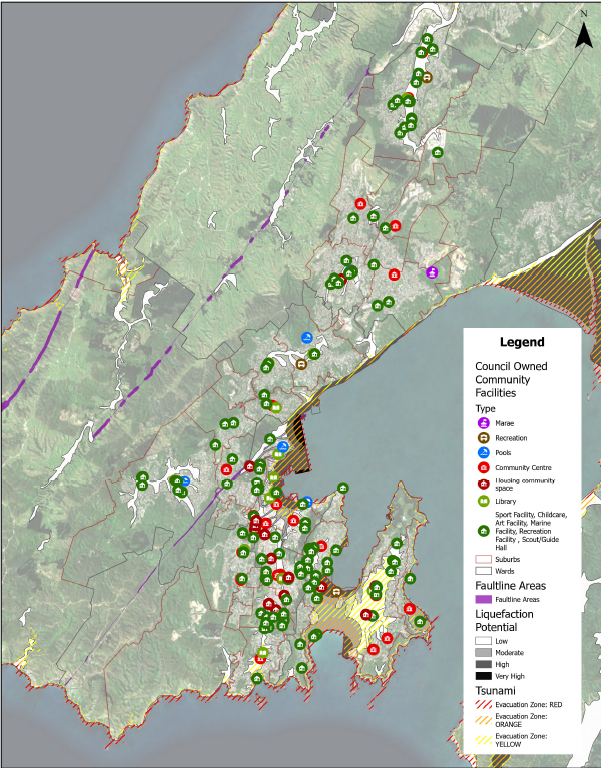 N
Legend
Council Owned
Community
Facilities
Type
Marae
Recreation
Pools
Community Centre
Housing community
space
Library
Sport Facility, Childcare,
Art Facility, Marine
Facility, Recreation
Facility , Scout/Guide
Hall
Suburbs
Wards
Faultline Areas
Faultline Areas
Liquefaction
Potential
Low
Moderate
High
Very High
Tsunami
Evacuation Zone: RED
Evacuation Zone:
ORANGE
Evacuation Zone:
YELLOW